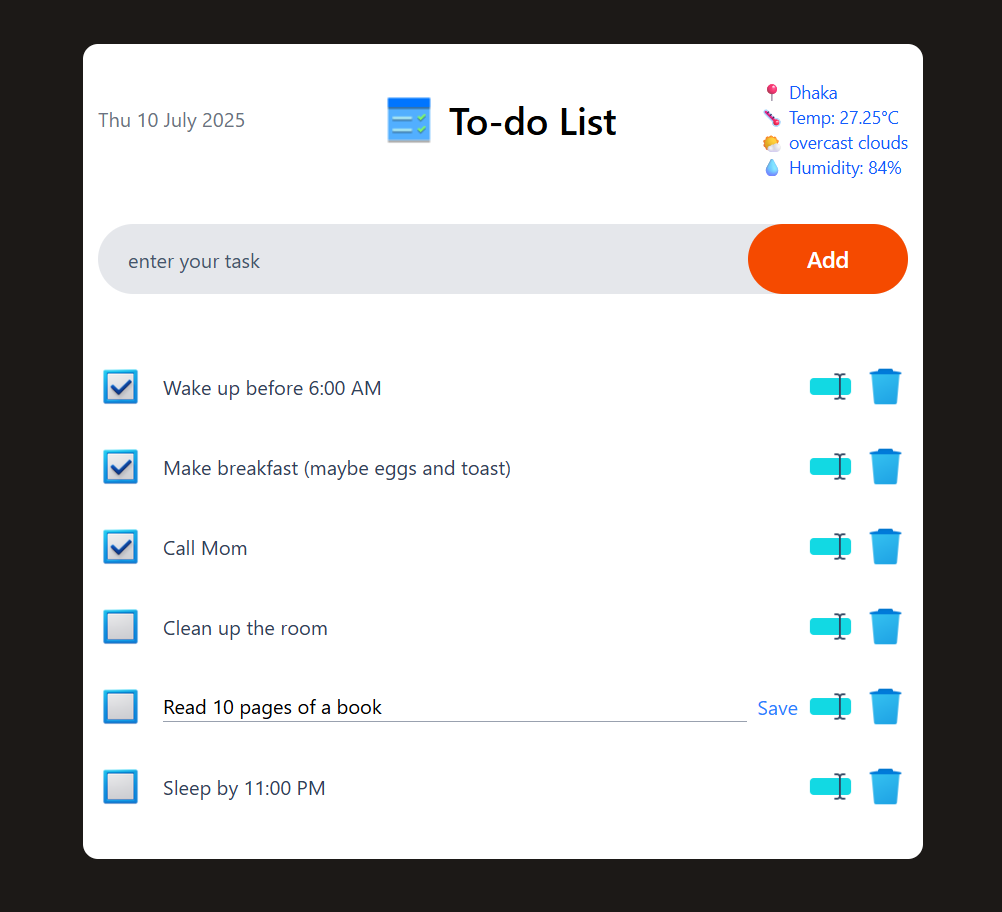 Thu 10 July 2025
To-do List
Dhaka
Temp: 27.25°C
overcast clouds
Humidity: 84%
enter your task
Add
Wake up before 6:00 AM
Make breakfast (maybe eggs and toast)
Call Mom
Clean up the room
Read 10 pages of a book
Save
Sleep by 11:00 PM